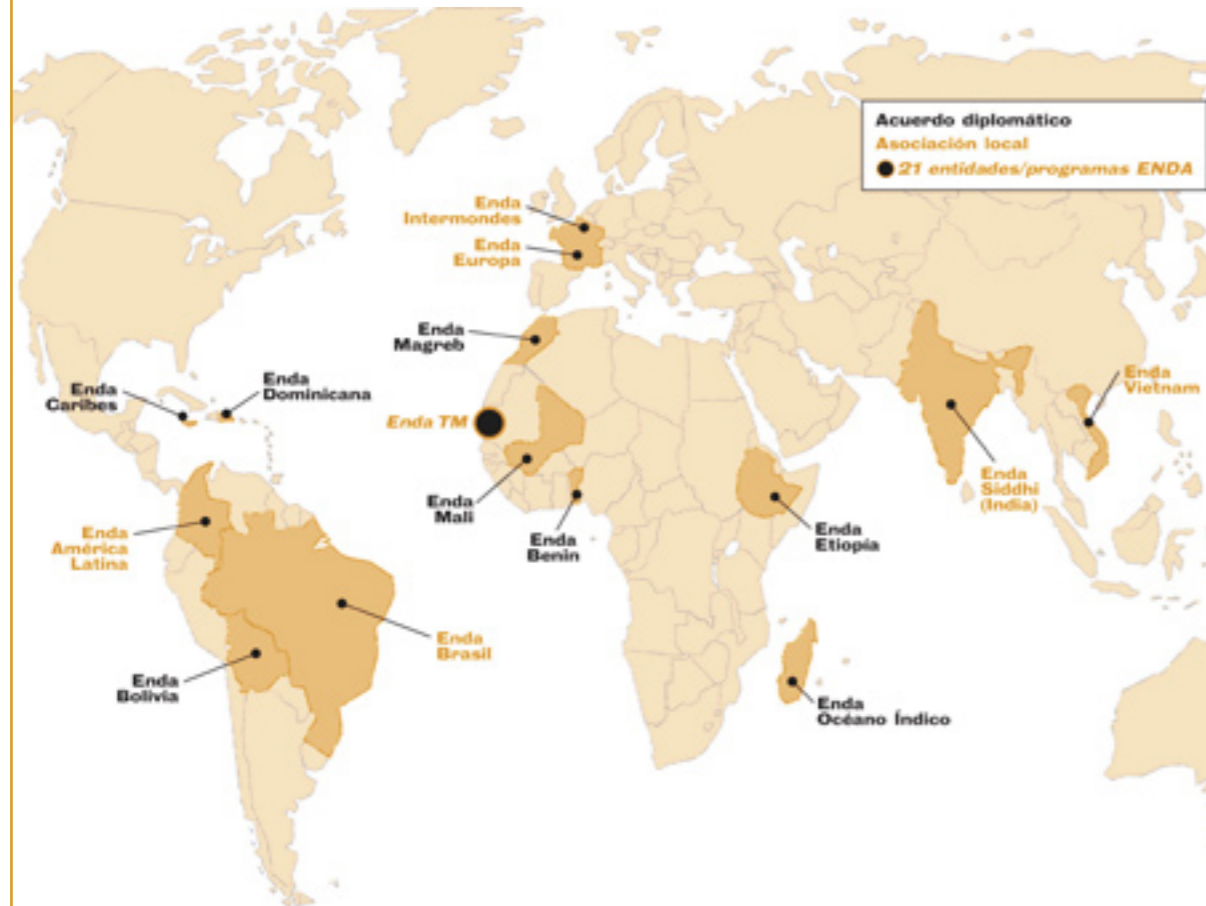 Acuerdo diplomático
Asociación local
21 entidades/programas ENDA
Enda
Intermondes
Enda
Europa
Enda
Magreb
Enda
Dominicana
Enda
Caribes
Enda TM
Enda
Vietnam
Enda
Siddhi
(India)
Enda
Mali
Enda
Benin
Enda
Etiopía
Enda
América
Latina
Enda
Brasil
Enda
Bolivia
Enda
Océano Índico